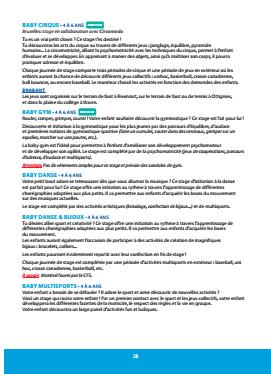 BABY CIRQUE - 4 À 6 ANS
Bruxelles: stage en collaboration avec Circomedie
Tu es un vrai petit clown ? Ce stage t'es destiné !
Tu découvriras les arts du cirque au travers de différents jeux : jonglage, équilibre, pyramide
humaines... La circomotricité, alliant la psychomotricité avec les techniques du cirque, permet à l'enfant
d'évoluer et se développer. En apprenant à manier des objets, ainsi qu'à maîtriser son corps, il pourra
pratiquer adresse et équilibre.
Chaque journée de stage comporte trois périodes de cirque et une période de jeux en extérieur où les
enfants auront la chance de découvrir différents jeux collectifs : unihoc, basketball, crosse canadienne,
ball bouncer, ou encore baseball. Le moniteur choisit les activités en fonction des demandes des enfants.
BRABANT
Les jeux sont organisés sur le terrain de foot à Rixensart, sur le terrain de foot ou de tennis à Ottignies,
et dans la plaine du collège à Wavre.
BABY GYM - 4 À 6 ANS
Rouler, ramper, grimper, sauter ! Votre enfant souhaite découvrir la gymnastique ? Ce stage est fait pour lui !
Découverte et initiation à la gymnastique pour les plus jeunes par des parcours d'équilibre, d'audace
et premières notions de gymnastique sportive (faire un cumulet, sauter dans des cerceaux, grimper sur un
espalier, marcher sur une poutre, etc.).
La baby gym est l'idéal pour permettre à l'enfant d'améliorer son développement psychomoteur
et de développer son agilité. Le stage est complété par de la psychomotricité (jeux de coopérations, parcours
d'adresse, d'audace et multisports).
Attention: Pas de vêtements amples pour ce stage et prévoir des sandales de gym.
BABY DANSE - 4 À 6 ANS
Votre petit bout adore se trémousser dès que vous allumez la musique ? Ce stage d'initiation à la danse
est parfait pour lui ! Ce stage offre une initiation au rythme à travers l'apprentissage de différentes
chorégraphies adaptées aux plus petits. Il va permettre aux enfants d'acquérir les bases du mouvement
sur des musiques actuelles.
Le stage est complété par des activités artistiques (bricolage, confection de bijoux...) et de multisports.
BABY DANSE & BIJOUX - 4 À 6 ANS
Tu désires allier sport et créativité ? Ce stage offre une initiation au rythme à travers l'apprentissage de
différentes chorégraphies adaptées aux plus petits. Il va permettre aux enfants d'acquérir les bases
du mouvement.
Les enfants auront également l'occasion de participer à des activités de création de magnifiques
bijoux : bracelets, colliers...
Les enfants pourront évidemment repartir avec leur confection en fin de stage !
Chaque journée de stage est complétée par une période d'activités multisports en extérieur : baseball, uni
hoc, crosse canadienne, basketball, etc.
À savoir: Matériel fourni par le CFS.
BABY MULTISPORTS - 4 À 6 ANS
Votre enfant a besoin de se défouler ? Il adore le sport et aime découvrir de nouvelles activités ?
Voici un stage qui ravira votre enfant ! Par un premier contact avec le sport et les jeux collectifs, votre enfant
développera les différentes facettes de la motricité, le respect des règles et la vie en groupe.
Votre enfant découvrira un large panel d'activités fun et ludiques.
28